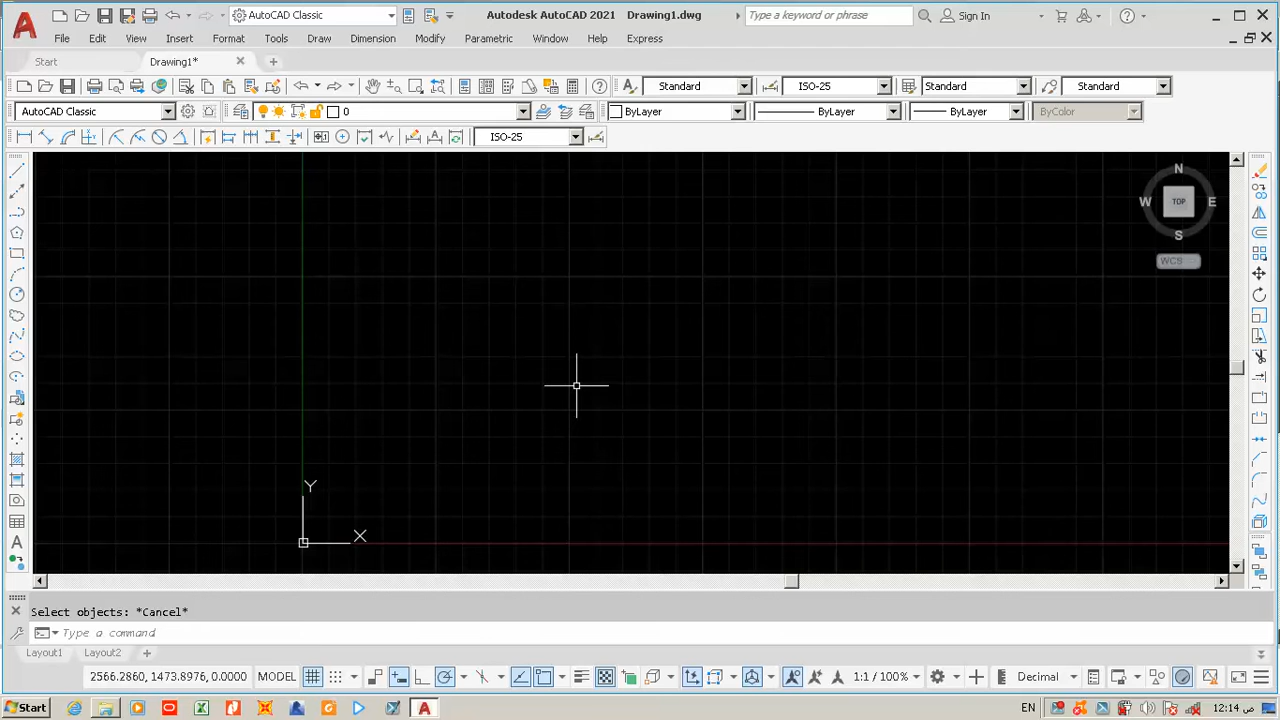 AutoCAD Classic
Autodesk AutoCAD 2021 Drawing1.dwg
Type a keyword or phrase
Sign In
File Edit View Insert Format Tools Draw Dimension Modify Parametric Window Help Express
Start
Drawing1*
Standard ISO-25 Standard Standard
AutoCAD Classic 0 ByLayer ByLayer ByLayer ByColor
ISO-25
N
W TOP E
S
WCS
Y
X
Select objects: *Cancel*
Type a command
Layout1 Layout2
2566.2860, 1473.8976, 0.0000 MODEL 1:1 / 100% Decimal
Start EN 12:14 ص